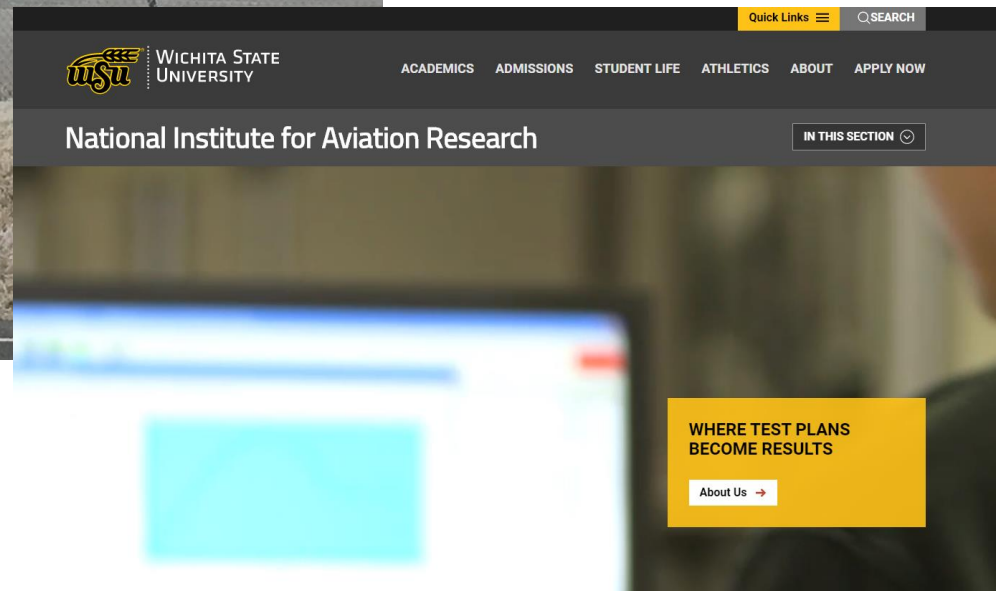 Quick Links
SEARCH
WSU
WICHITA STATE
UNIVERSITY
ACADEMICS
ADMISSIONS
STUDENT LIFE
ATHLETICS
ABOUT
APPLY NOW
National Institute for Aviation Research
IN THIS SECTION
WHERE TEST PLANS
BECOME RESULTS
About Us